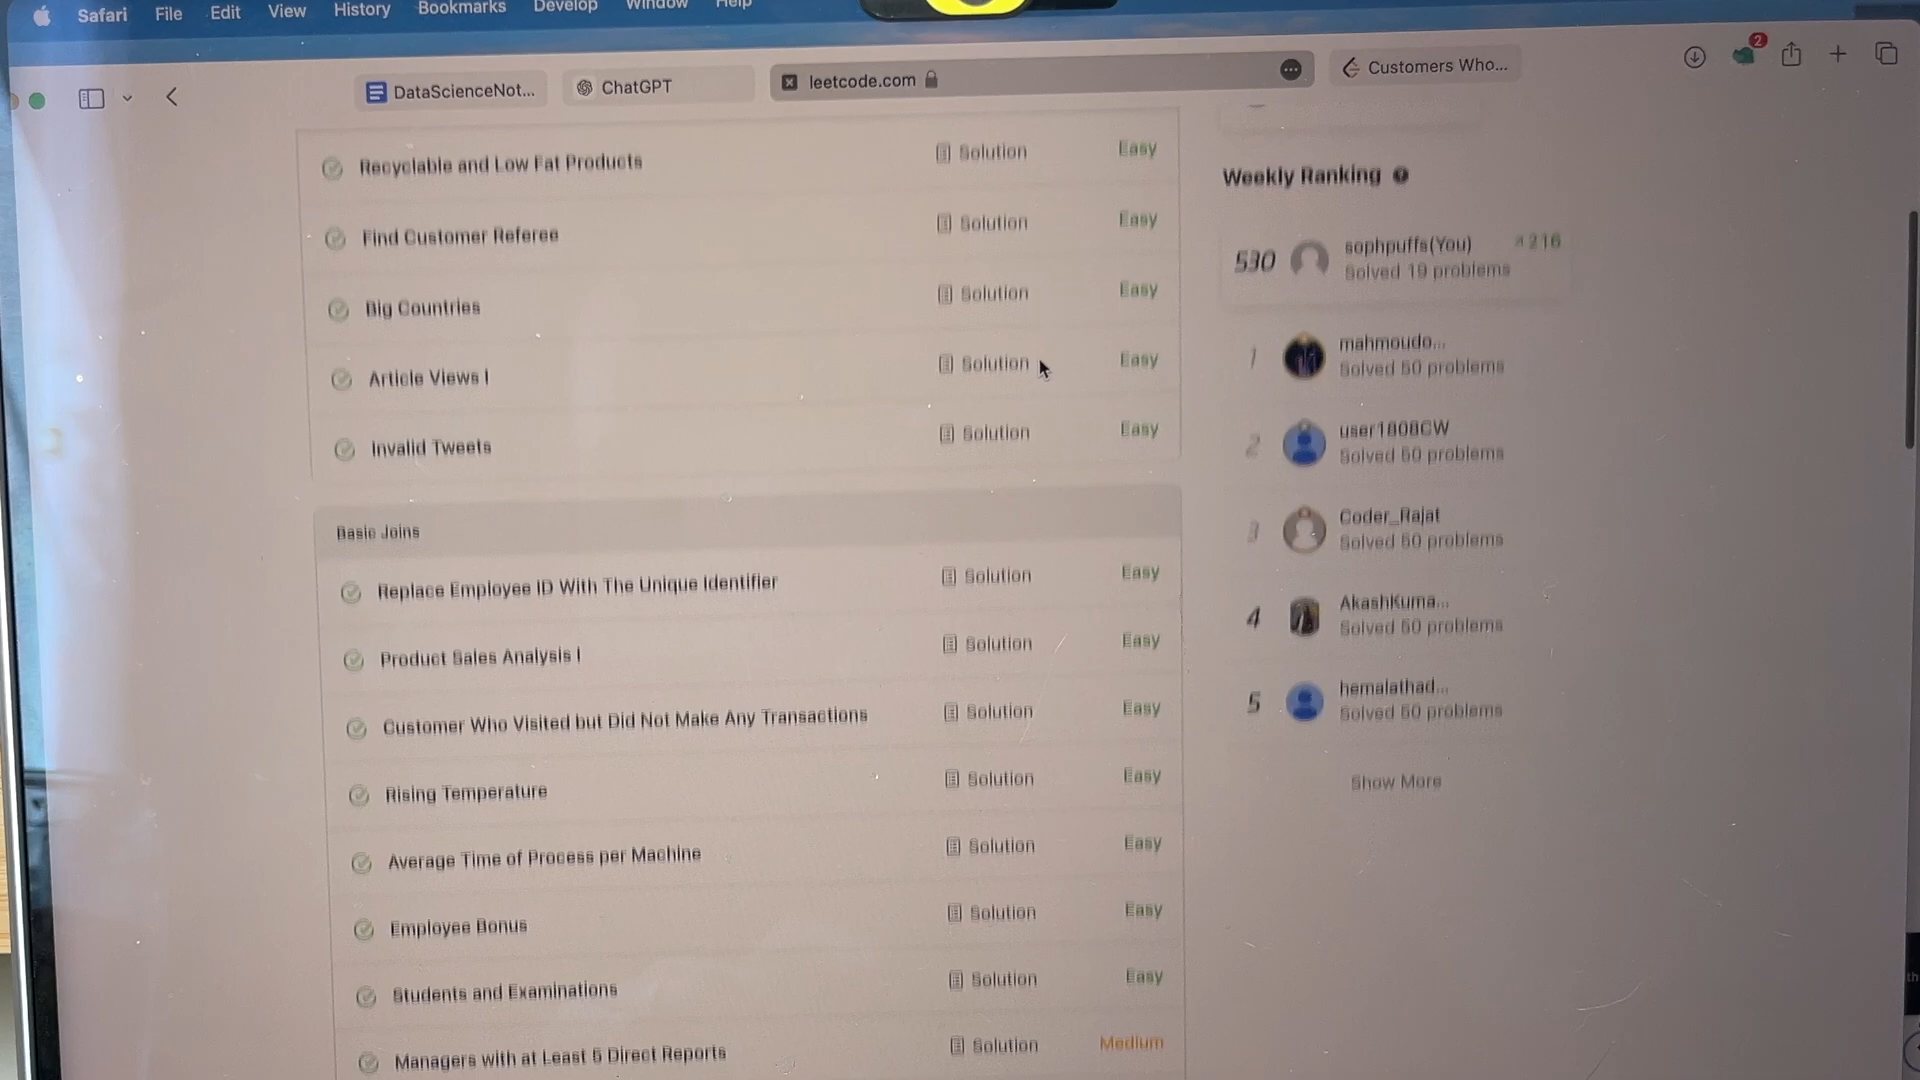 Safari File Edit View History Bookmarks Develop Window Help
DataScienceNot... ChatGPT leetcode.com Customers Who... 2
Recyclable and Low Fat Products Solution Easy
Find Customer Referee Solution Easy
Big Countries Solution Easy
Article Views I Solution Easy
Invalid Tweets Solution Easy
Basic Joins
Replace Employee ID With The Unique Identifier Solution Easy
Product Sales Analysis I Solution Easy
Customer Who Visited but Did Not Make Any Transactions Solution Easy
Rising Temperature Solution Easy
Average Time of Process per Machine Solution Easy
Employee Bonus Solution Easy
Students and Examinations Solution Easy
Managers with at Least 5 Direct Reports Solution Medium
Weekly Ranking
530 sophpuffs(You) 216
Solved 19 problems
1 mahmoudo...
Solved 50 problems
2 user1808CW
Solved 50 problems
3 Coder_Rajat
Solved 50 problems
4 AkashKuma...
Solved 50 problems
5 hemalathad...
Solved 50 problems
Show More